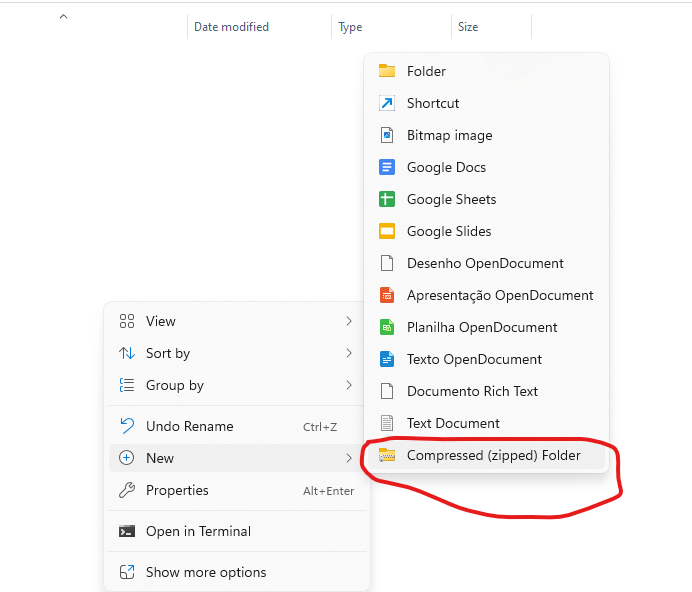 Date modified
Type
Size
Folder
Shortcut
Bitmap image
Google Docs
Google Sheets
Google Slides
Desenho OpenDocument
Apresentação OpenDocument
Planilha OpenDocument
Texto OpenDocument
Documento Rich Text
Text Document
Compressed (zipped) Folder
View
Sort by
Group by
Undo Rename Ctrl+Z
New
Properties Alt+Enter
Open in Terminal
Show more options